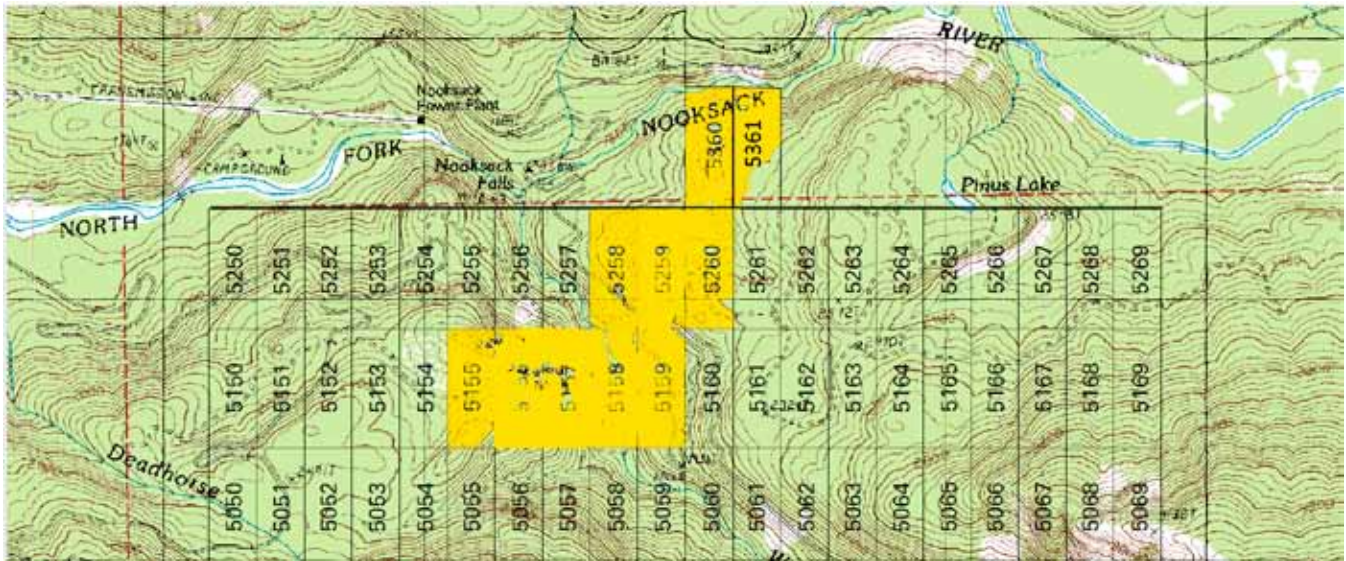 RIVER
TRANSMISSION LINE
Nooksack
Power Plant
NOOKSACK
5360
5361
FORK
CAMPGROUND
Nooksack
Falls
Pinus Lake
NORTH
5250 5251 5252 5253 5254 5255 5256 5257 5258 5259 5260 5261 5262 5263 5264 5265 5266 5267 5268 5269
5150 5151 5152 5153 5154 5155 5158 5159 5160 5161 5162 5163 5164 5165 5166 5167 5168 5169
Deadhorse
5050 5051 5052 5053 5054 5055 5056 5057 5058 5059 5060 5061 5062 5063 5064 5065 5066 5067 5068 5069